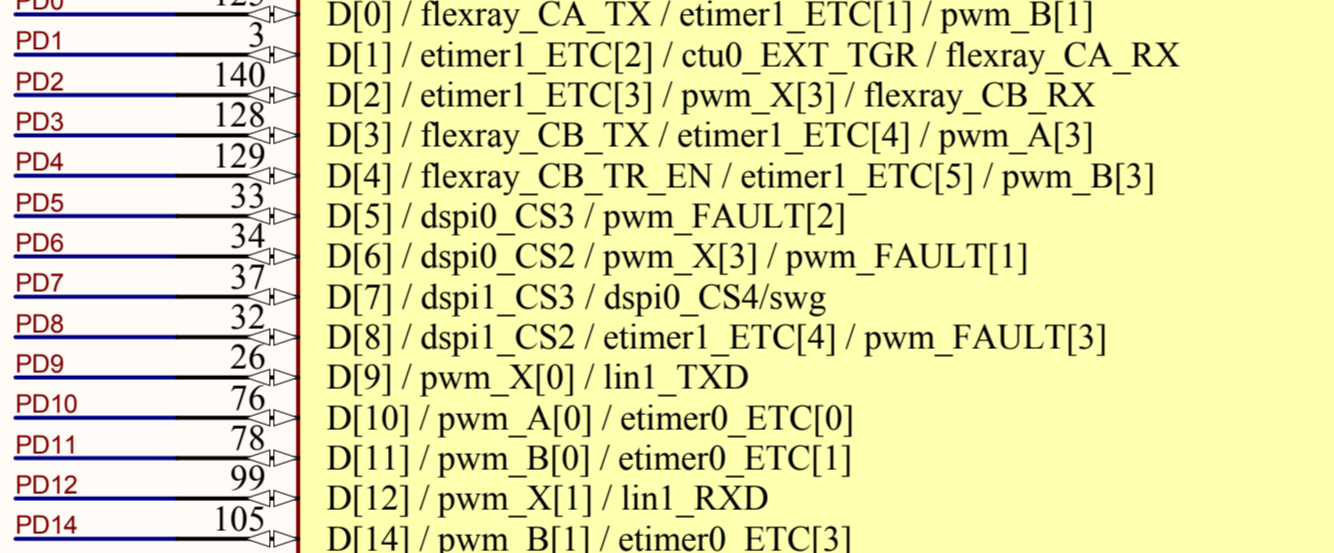 PD0 125 D[0] / flexray_CA_TX / etimer1_ETC[1] / pwm_B[1]
PD1 3 D[1] / etimer1_ETC[2] / ctu0_EXT_TGR / flexray_CA_RX
PD2 140 D[2] / etimer1_ETC[3] / pwm_X[3] / flexray_CB_RX
PD3 128 D[3] / flexray_CB_TX / etimer1_ETC[4] / pwm_A[3]
PD4 129 D[4] / flexray_CB_TR_EN / etimer1_ETC[5] / pwm_B[3]
PD5 33 D[5] / dspi0_CS3 / pwm_FAULT[2]
PD6 34 D[6] / dspi0_CS2 / pwm_X[3] / pwm_FAULT[1]
PD7 37 D[7] / dspi1_CS3 / dspi0_CS4/swg
PD8 32 D[8] / dspi1_CS2 / etimer1_ETC[4] / pwm_FAULT[3]
PD9 26 D[9] / pwm_X[0] / lin1_TXD
PD10 76 D[10] / pwm_A[0] / etimer0_ETC[0]
PD11 78 D[11] / pwm_B[0] / etimer0_ETC[1]
PD12 99 D[12] / pwm_X[1] / lin1_RXD
PD14 105 D[14] / pwm_B[1] / etimer0_ETC[3]